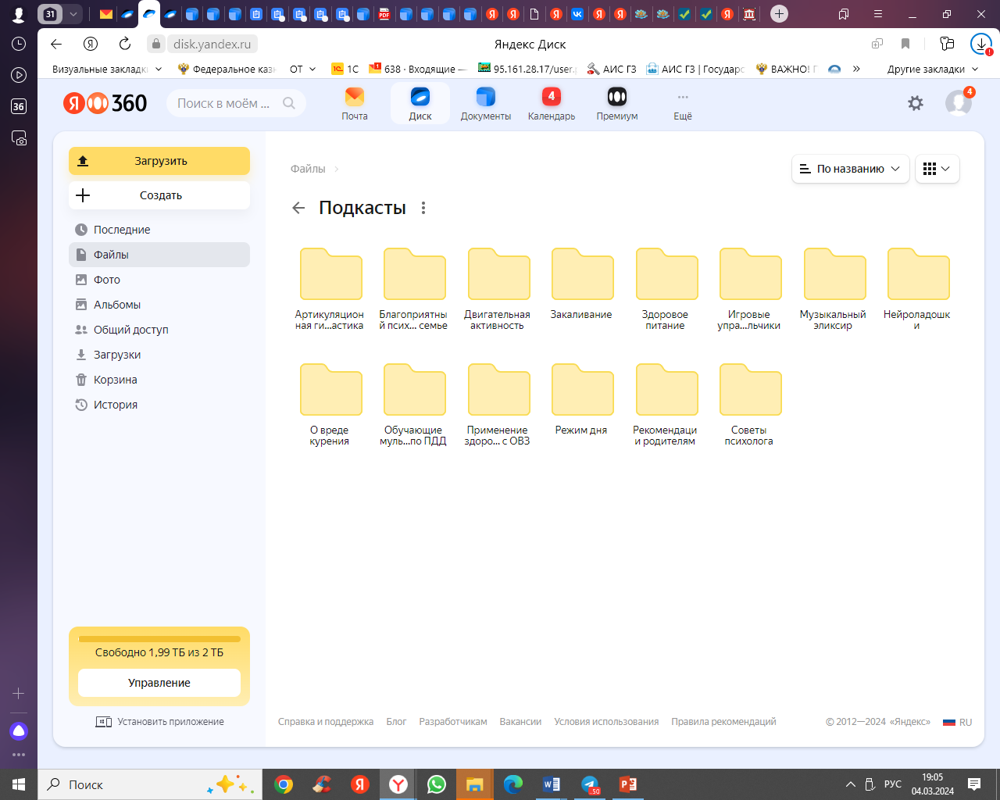 31
Яндекс Диск
disk.yandex.ru
Визуальные закладк
Федеральное казн
ОТ
1С
638 · Входящие —
95.161.28.17/user.p
АИС ГЗ
АИС ГЗ | Государс
ВАЖНО! Г
Другие закладки
36
Я 360
Поиск в моём ...
Почта
Диск
Документы
4
Календарь
Премиум
Ещё
4
Загрузить
Создать
Последние
Файлы
Фото
Альбомы
Общий доступ
Загрузки
Корзина
История
Файлы
По названию
Подкасты
Артикуляцион
ная ги...астика
Благоприятны
й псих... семье
Двигательная
активность
Закаливание
Здоровое
питание
Игровые
упра...льчики
Музыкальный
эликсир
Нейроладошк
и
О вреде
курения
Обучающие
муль...по ПДД
Применение
здоро... с ОВЗ
Режим дня
Рекомендаци
и родителям
Советы
психолога
Свободно 1,99 ТБ из 2 ТБ
Управление
Установить приложение
Справка и поддержка
Блог
Разработчикам
Вакансии
Условия использования
Правила рекомендаций
© 2012—2024 «Яндекс»
RU
Поиск
.50
РУС
19:05
04.03.2024